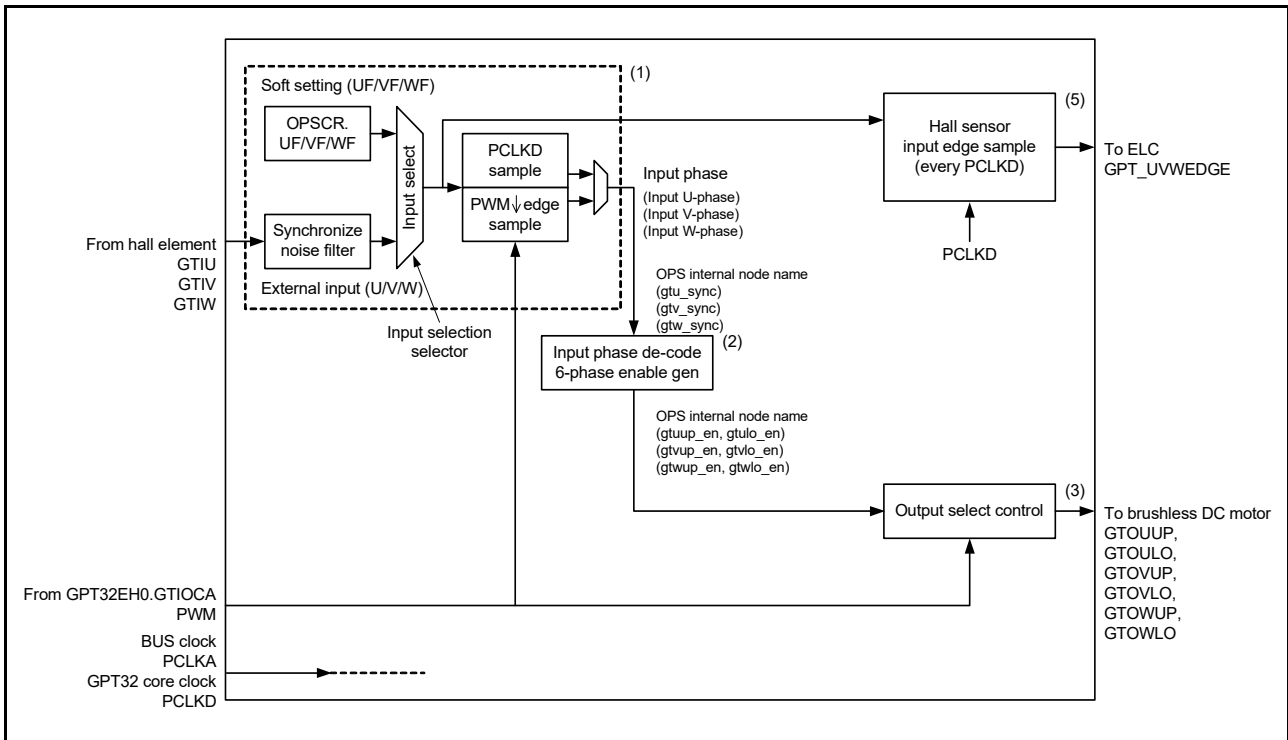 (1)
Soft setting (UF/VF/WF)
OPSCR.
UF/VF/WF
Input select
PCLKD
sample
PWM↓edge
sample
Synchronize
noise filter
External input (U/V/W)
Input selection
selector
From hall element
GTIU
GTIV
GTIW
Input phase
(Input U-phase)
(Input V-phase)
(Input W-phase)
(5)
Hall sensor
input edge sample
(every PCLKD)
PCLKD
To ELC
GPT_UVWEDGE
OPS internal node name
(gtu_sync)
(gtv_sync)
(gtw_sync)
(2)
Input phase de-code
6-phase enable gen
OPS internal node name
(gtuup_en, gtulo_en)
(gtvup_en, gtvlo_en)
(gtwup_en, gtwlo_en)
(3)
Output select control
To brushless DC motor
GTOUUP,
GTOULO,
GTOVUP,
GTOVLO,
GTOWUP,
GTOWLO
From GPT32EH0.GTIOCA
PWM
BUS clock
PCLKA
GPT32 core clock
PCLKD